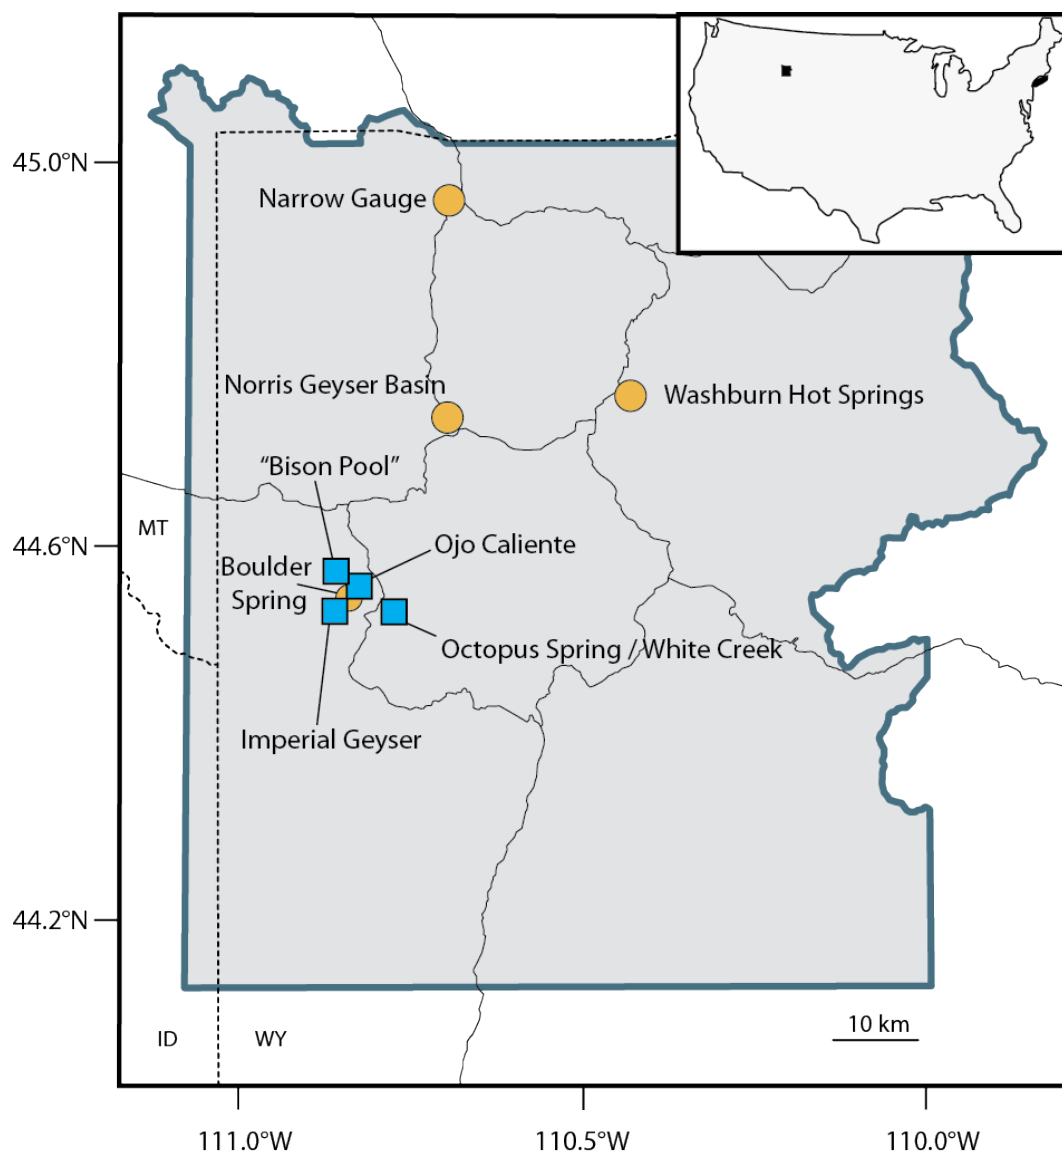 45.0°N
Narrow Gauge
Norris Geyser Basin
Washburn Hot Springs
“Bison Pool”
MT
44.6°N
Ojo Caliente
Boulder
Spring
Octopus Spring / White Creek
Imperial Geyser
44.2°N
10 km
ID
WY
111.0°W
110.5°W
110.0°W